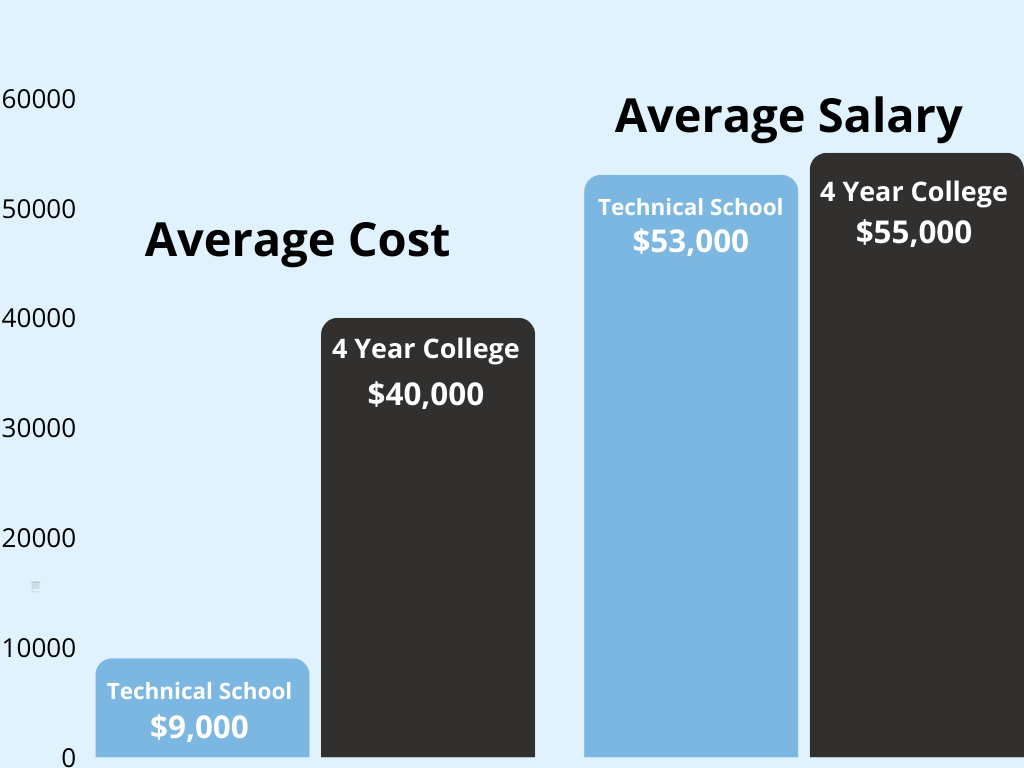 60000
50000
40000
30000
20000
10000
0
Average Cost
Technical School
$9,000
4 Year College
$40,000
Average Salary
Technical School
$53,000
4 Year College
$55,000